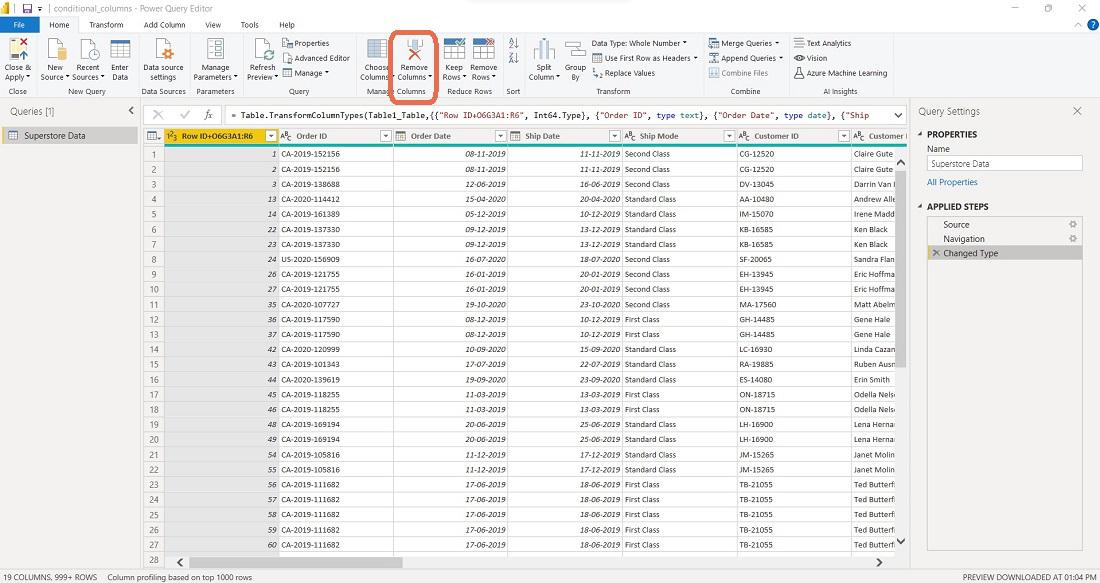 conditional_columns - Power Query Editor
File Home Transform Add Column View Tools Help
Close & Apply
New Source
Recent Sources
Enter Data
Data source settings
Manage Parameters
Refresh Preview
Properties
Advanced Editor
Manage
Choose Columns
Remove Columns
Keep Rows
Remove Rows
Split Column
Group By
Data Type: Whole Number
Use First Row as Headers
Replace Values
Merge Queries
Append Queries
Combine Files
Text Analytics
Vision
Azure Machine Learning
Close New Query Data Sources Parameters Query Manage Columns Reduce Rows Sort Transform Combine AI Insights
Queries [1]
Superstore Data
= Table.TransformColumnTypes(Table1_Table,{{"Row ID+O6G3A1:R6", Int64.Type}, {"Order ID", type text}, {"Order Date", type date}, {"Ship
Row ID+O6G3A1:R6 Order ID Order Date Ship Date Ship Mode Customer ID Customer
1 1 CA-2019-152156 08-11-2019 11-11-2019 Second Class CG-12520 Claire Gute
2 2 CA-2019-152156 08-11-2019 11-11-2019 Second Class CG-12520 Claire Gute
3 3 CA-2019-138688 12-06-2019 16-06-2019 Second Class DV-13045 Darrin Van
4 13 CA-2020-114412 15-04-2020 20-04-2020 Standard Class AA-10480 Andrew Alle
5 14 CA-2019-161389 05-12-2019 10-12-2019 Standard Class IM-15070 Irene Madd
6 22 CA-2019-137330 09-12-2019 13-12-2019 Standard Class KB-16585 Ken Black
7 23 CA-2019-137330 09-12-2019 13-12-2019 Standard Class KB-16585 Ken Black
8 24 US-2020-156909 16-07-2020 18-07-2020 Second Class SF-20065 Sandra Flan
9 26 CA-2019-121755 16-01-2019 20-01-2019 Second Class EH-13945 Eric Hoffma
10 27 CA-2019-121755 16-01-2019 20-01-2019 Second Class EH-13945 Eric Hoffma
11 35 CA-2020-107727 19-10-2020 23-10-2020 Second Class MA-17560 Matt Abelm
12 36 CA-2019-117590 08-12-2019 10-12-2019 First Class GH-14485 Gene Hale
13 37 CA-2019-117590 08-12-2019 10-12-2019 First Class GH-14485 Gene Hale
14 42 CA-2020-120999 10-09-2020 15-09-2020 Standard Class LC-16930 Linda Cazan
15 43 CA-2019-101343 17-07-2019 22-07-2019 Standard Class RA-19885 Ruben Ausn
16 44 CA-2020-139619 19-09-2020 23-09-2020 Standard Class ES-14080 Erin Smith
17 45 CA-2019-118255 11-03-2019 13-03-2019 First Class ON-18715 Odella Nels
18 46 CA-2019-118255 11-03-2019 13-03-2019 First Class ON-18715 Odella Nels
19 48 CA-2019-169194 20-06-2019 25-06-2019 Standard Class LH-16900 Lena Herna
20 49 CA-2019-169194 20-06-2019 25-06-2019 Standard Class LH-16900 Lena Herna
21 54 CA-2019-105816 11-12-2019 17-12-2019 Standard Class JM-15265 Janet Molin
22 55 CA-2019-105816 11-12-2019 17-12-2019 Standard Class JM-15265 Janet Molin
23 56 CA-2019-111682 17-06-2019 18-06-2019 First Class TB-21055 Ted Butterf
24 57 CA-2019-111682 17-06-2019 18-06-2019 First Class TB-21055 Ted Butterf
25 58 CA-2019-111682 17-06-2019 18-06-2019 First Class TB-21055 Ted Butterf
26 59 CA-2019-111682 17-06-2019 18-06-2019 First Class TB-21055 Ted Butterf
27 60 CA-2019-111682 17-06-2019 18-06-2019 First Class TB-21055 Ted Butterf
28
Query Settings
PROPERTIES
Name
Superstore Data
All Properties
APPLIED STEPS
Source
Navigation
Changed Type
19 COLUMNS, 999+ ROWS Column profiling based on top 1000 rows PREVIEW DOWNLOADED AT 01:04 PM